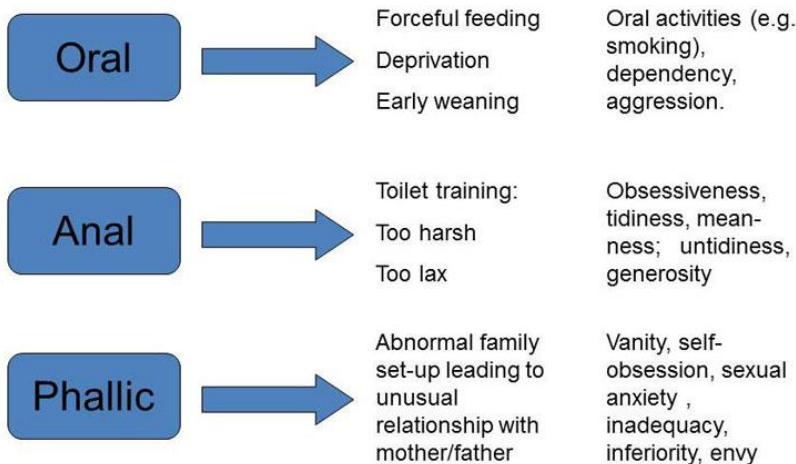 Oral
Forceful feeding
Deprivation
Early weaning
Oral activities (e.g.
smoking),
dependency,
aggression.
Anal
Toilet training:
Too harsh
Too lax
Obsessiveness,
tidiness, mean-
ness; untidiness,
generosity
Phallic
Abnormal family
set-up leading to
unusual
relationship with
mother/father
Vanity, self-
obsession, sexual
anxiety ,
inadequacy,
inferiority, envy